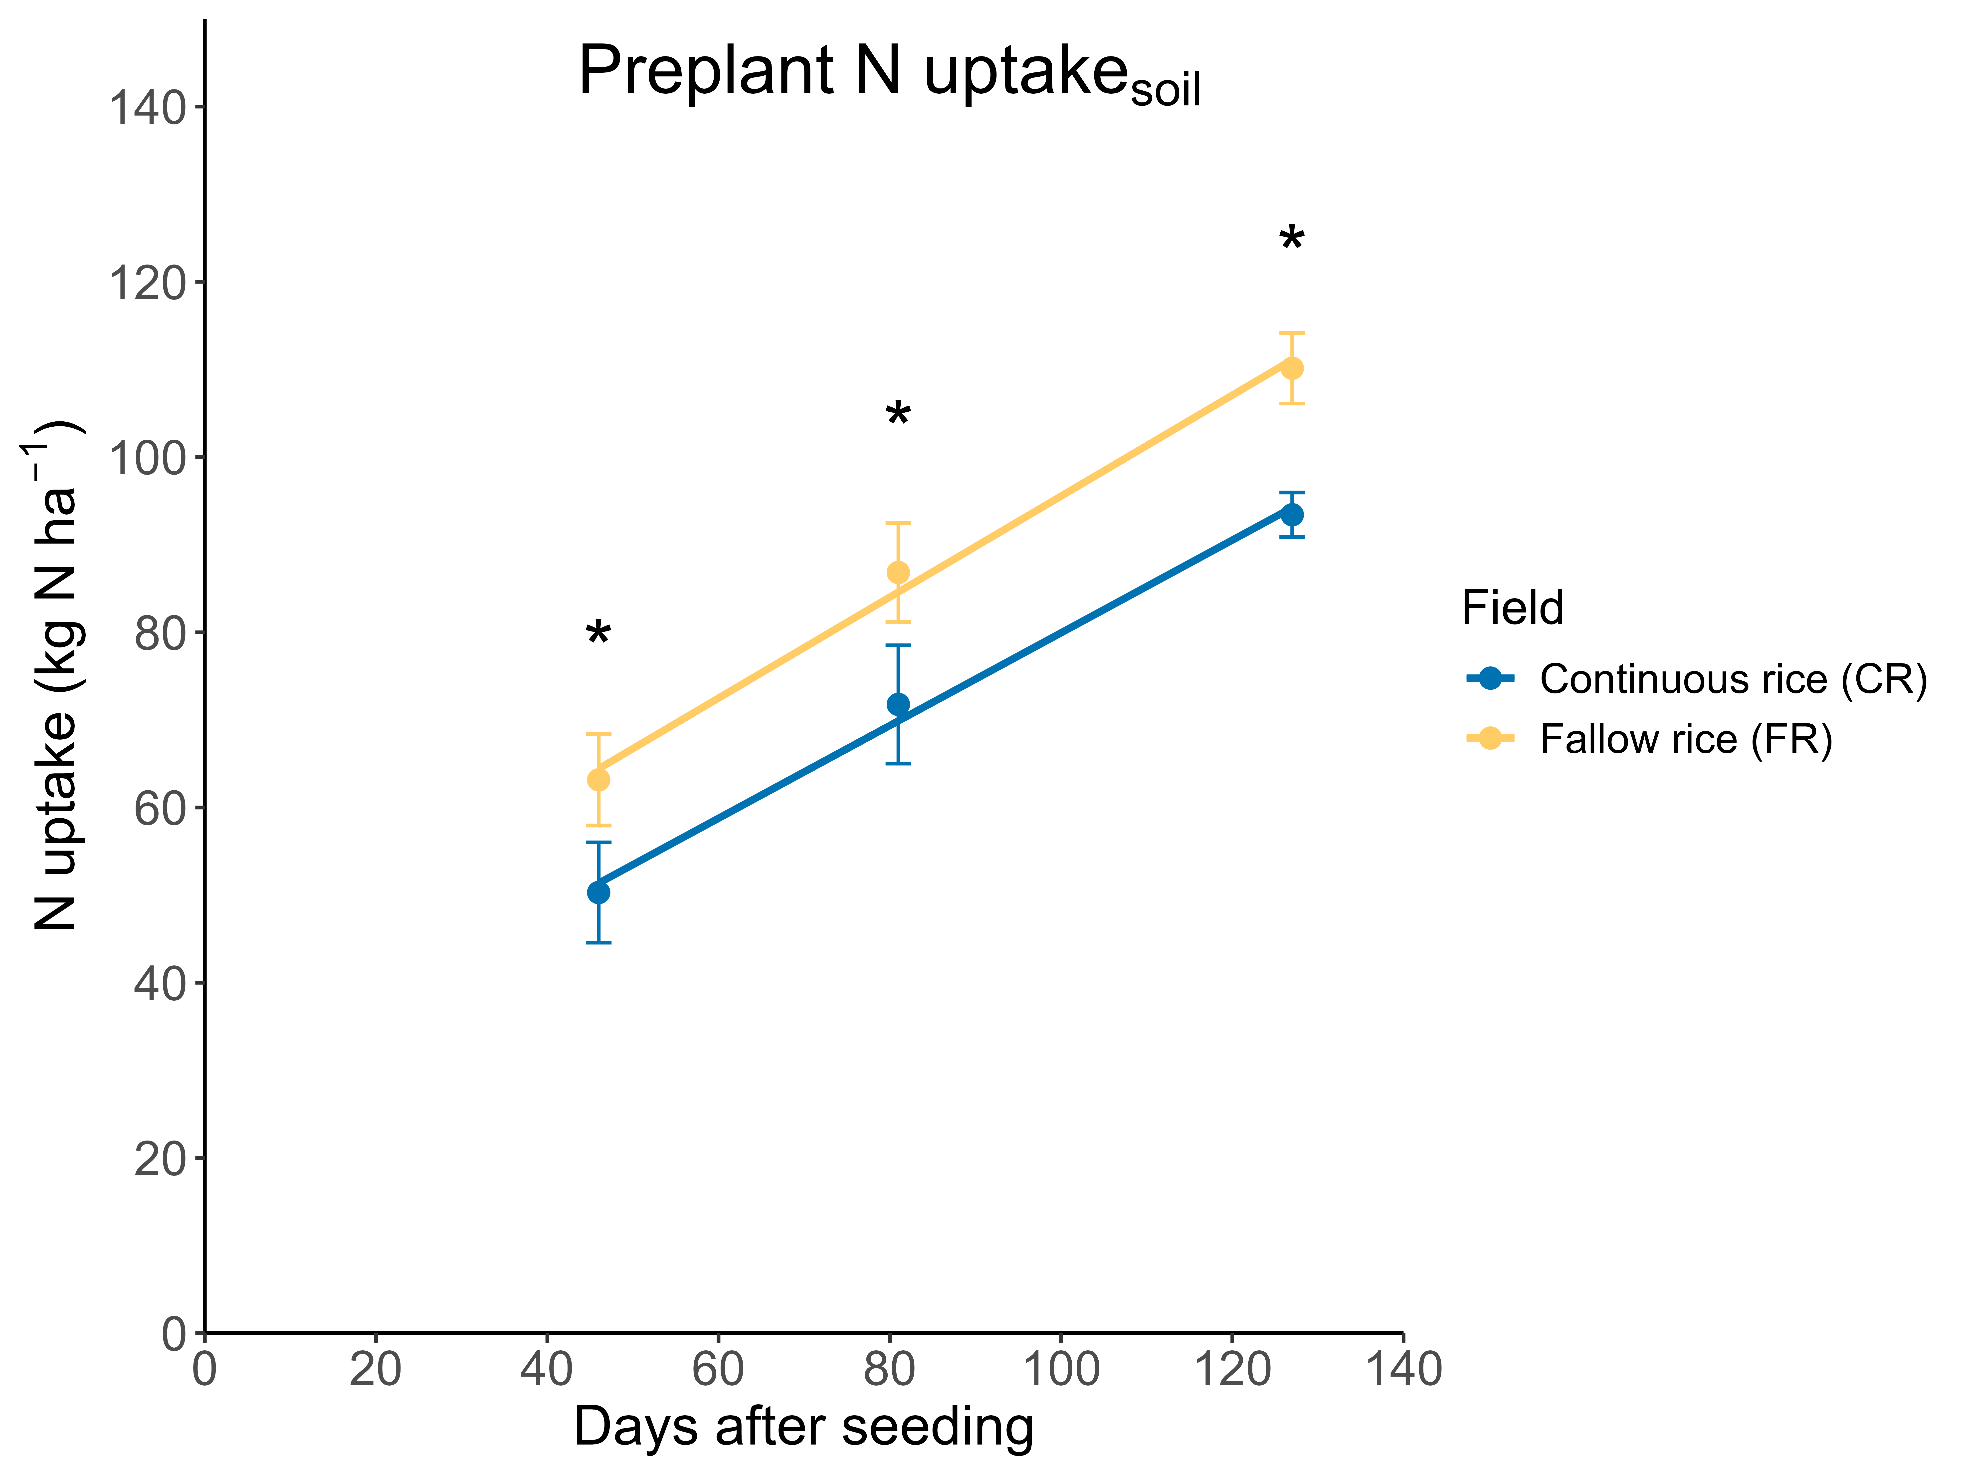 Preplant N uptakesoil
140
120
100
80
60
40
20
0
N uptake (kg N ha−1)
*
*
*
0 20 40 60 80 100 120 140
Days after seeding
Field
Continuous rice (CR)
Fallow rice (FR)